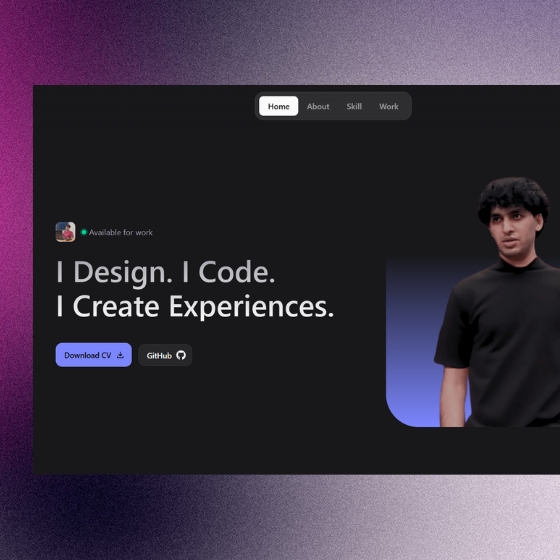 Home About Skill Work
Available for work
I Design. I Code.
I Create Experiences.
Download CV GitHub